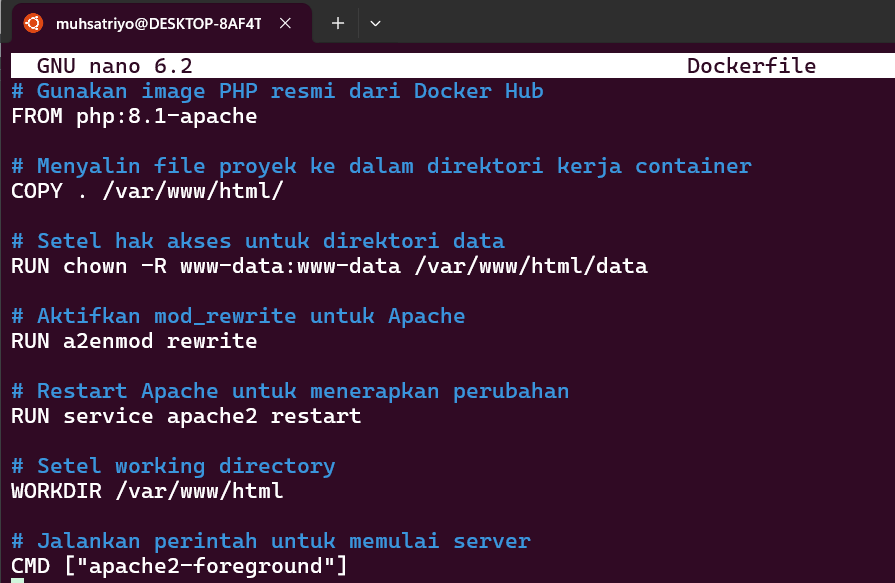 muhsatriyo@DESKTOP-8AF4T
GNU nano 6.2 Dockerfile
# Gunakan image PHP resmi dari Docker Hub
FROM php:8.1-apache
# Menyalin file proyek ke dalam direktori kerja container
COPY . /var/www/html/
# Setel hak akses untuk direktori data
RUN chown -R www-data:www-data /var/www/html/data
# Aktifkan mod_rewrite untuk Apache
RUN a2enmod rewrite
# Restart Apache untuk menerapkan perubahan
RUN service apache2 restart
# Setel working directory
WORKDIR /var/www/html
# Jalankan perintah untuk memulai server
CMD ["apache2-foreground"]